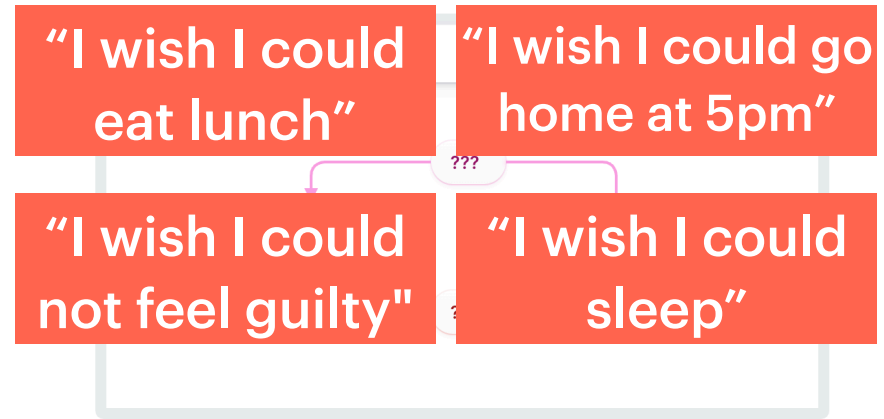 “I wish I could
eat lunch”
“I wish I could go
home at 5pm”
???
“I wish I could
not feel guilty"
“I wish I could
sleep”
?